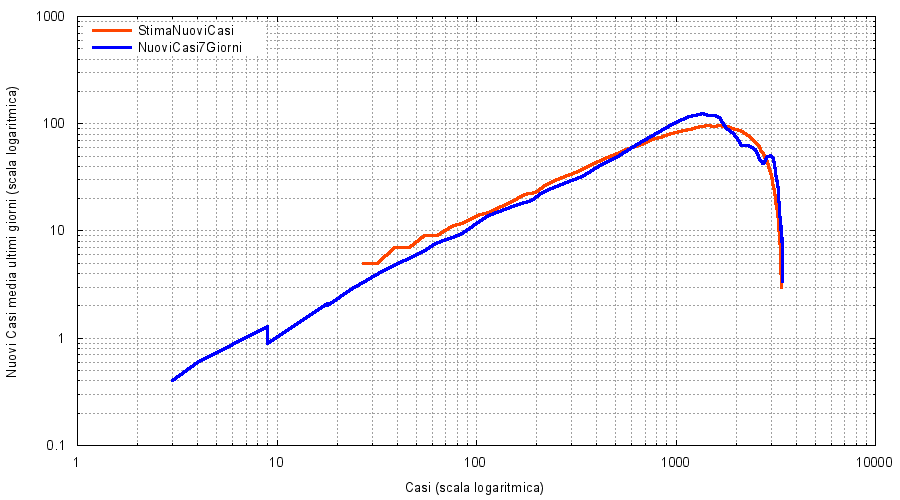 1000
StimaNuoviCasi
NuoviCasi7Giorni
100
10
1
0.1
Nuovi Casi media ultimi giorni (scala logaritmica)
1 10 100 1000 10000
Casi (scala logaritmica)